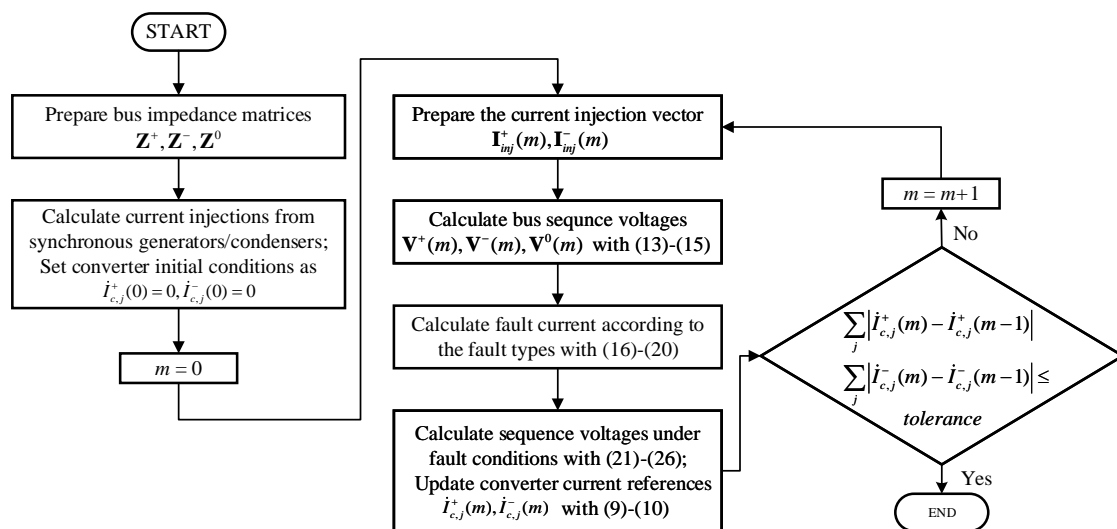 START
Prepare bus impedance matrices
Z⁺, Z⁻, Z⁰
Calculate current injections from
synchronous generators/condensers;
Set converter initial conditions as
İ⁺_{c,j}(0) = 0, İ⁻_{c,j}(0) = 0
m = 0
Prepare the current injection vector
I⁺_{inj}(m), I⁻_{inj}(m)
Calculate bus sequnce voltages
V⁺(m), V⁻(m), V⁰(m) with (13)-(15)
Calculate fault current according to
the fault types with (16)-(20)
Calculate sequence voltages under
fault conditions with (21)-(26);
Update converter current references
İ⁺_{c,j}(m), İ⁻_{c,j}(m) with (9)-(10)
m = m+1
No
∑_j |İ⁺_{c,j}(m) − İ⁺_{c,j}(m−1)|
∑_j |İ⁻_{c,j}(m) − İ⁻_{c,j}(m−1)| ≤
tolerance
Yes
END